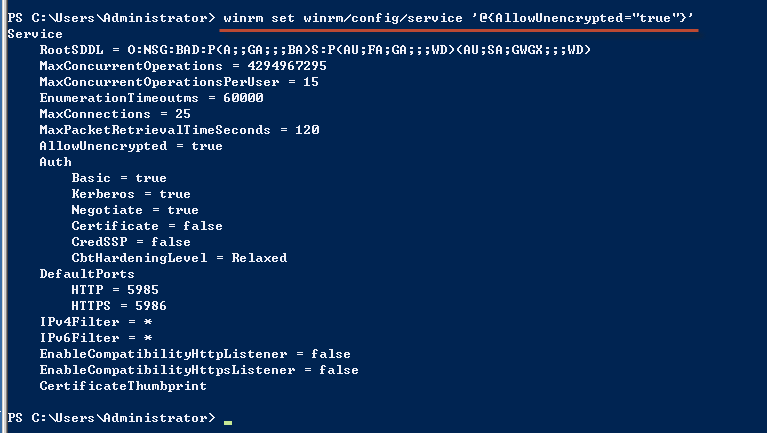 PS C:\Users\Administrator> winrm set winrm/config/service '@{AllowUnencrypted="true"}'
Service
RootSDDL = O:NSG:BAD:P(A;;GA;;;BA)S:P(AU;FA;GA;;;WD)(AU;SA;GWGX;;;WD)
MaxConcurrentOperations = 4294967295
MaxConcurrentOperationsPerUser = 15
EnumerationTimeoutms = 60000
MaxConnections = 25
MaxPacketRetrievalTimeSeconds = 120
AllowUnencrypted = true
Auth
Basic = true
Kerberos = true
Negotiate = true
Certificate = false
CredSSP = false
CbtHardeningLevel = Relaxed
DefaultPorts
HTTP = 5985
HTTPS = 5986
IPv4Filter = *
IPv6Filter = *
EnableCompatibilityHttpListener = false
EnableCompatibilityHttpsListener = false
CertificateThumbprint
PS C:\Users\Administrator> _